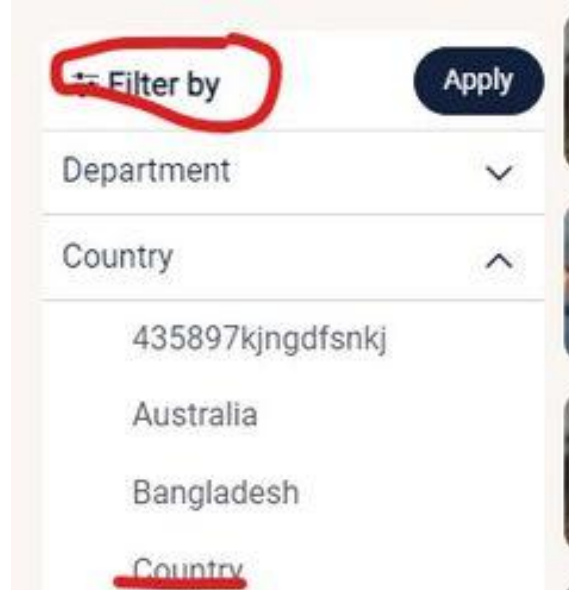 Filter by
Apply
Department
Country
435897kjngdfsnkj
Australia
Bangladesh
Country